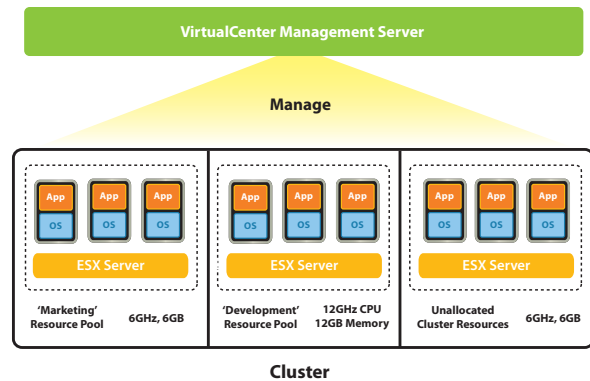 VirtualCenter Management Server
Manage
App App App
OS OS OS
ESX Server
'Marketing'
Resource Pool
6GHz, 6GB
App App App
OS OS OS
ESX Server
'Development'
Resource Pool
12GHz CPU
12GB Memory
App App App
OS OS OS
ESX Server
Unallocated
Cluster Resources
6GHz, 6GB
Cluster